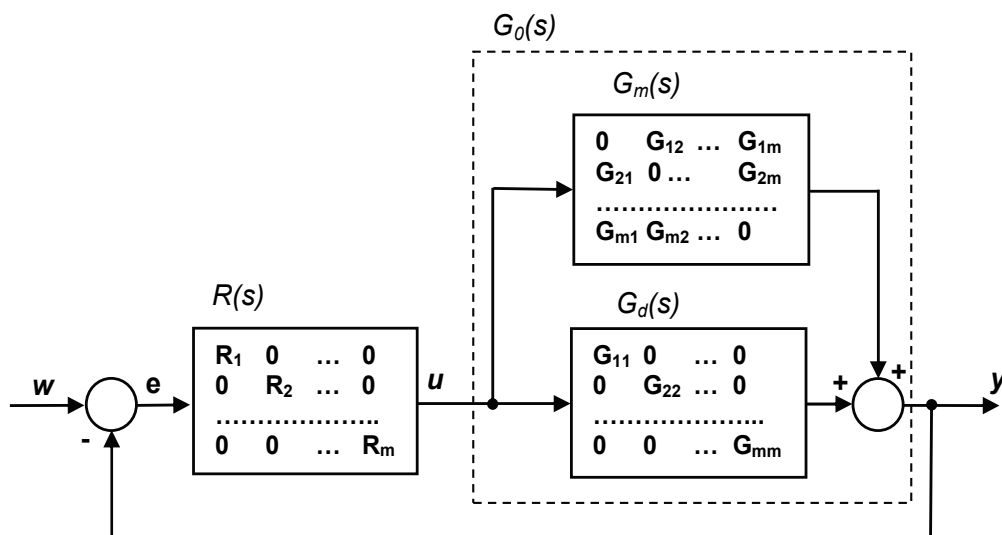 G₀(s)
Gₘ(s)
0 G₁₂ … G₁ₘ
G₂₁ 0 … G₂ₘ
…………………
Gₘ₁ Gₘ₂ … 0
R(s)
G_d(s)
R₁ 0 … 0
0 R₂ … 0
…………………
0 0 … Rₘ
G₁₁ 0 … 0
0 G₂₂ … 0
…………………
0 0 … Gₘₘ
w
e
u
+
+
y
-